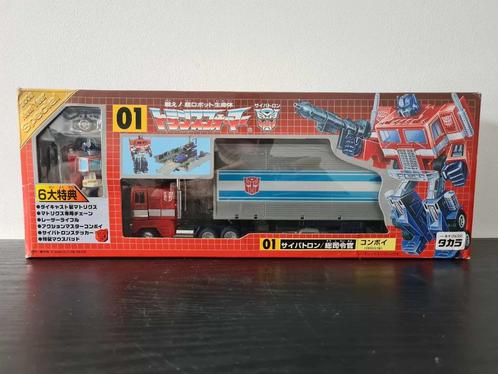 01
戦え!超ロボット生命体
トランスフォーマー
サイバトロン
6大特典
●ダイキャスト製マトリクス
●マトリクス専用チェーン
●レーザーライフル
●アクションマスターコンボイ
●サイバトロンステッカー
●特製マウスパッド
01 サイバトロン/総司令官 コンボイ
タカラ